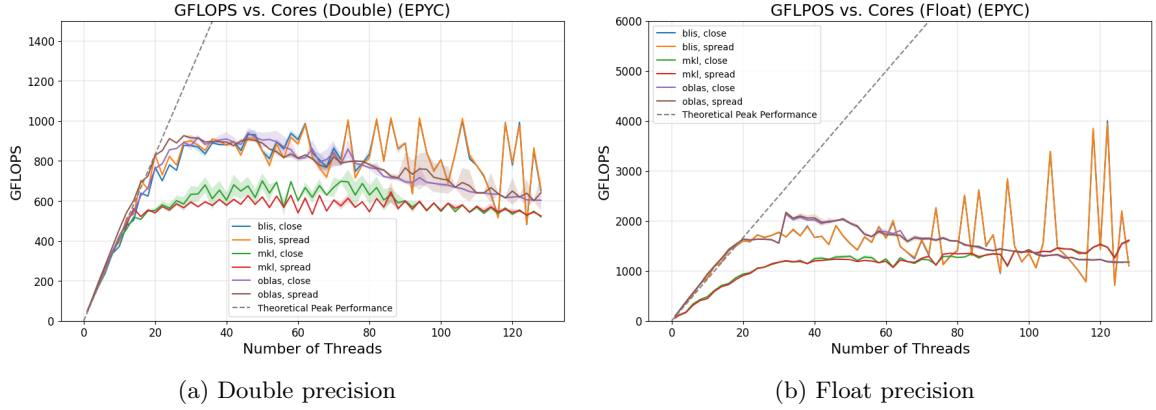 GFLOPS vs. Cores (Double) (EPYC)
1400
1200
1000
800
600
400
200
0
GFLOPS
blis, close
blis, spread
mkl, close
mkl, spread
oblas, close
oblas, spread
Theoretical Peak Performance
0 20 40 60 80 100 120
Number of Threads
(a) Double precision
GFLPOS vs. Cores (Float) (EPYC)
6000
5000
4000
3000
2000
1000
0
GFLOPS
blis, close
blis, spread
mkl, close
mkl, spread
oblas, close
oblas, spread
Theoretical Peak Performance
0 20 40 60 80 100 120
Number of Threads
(b) Float precision